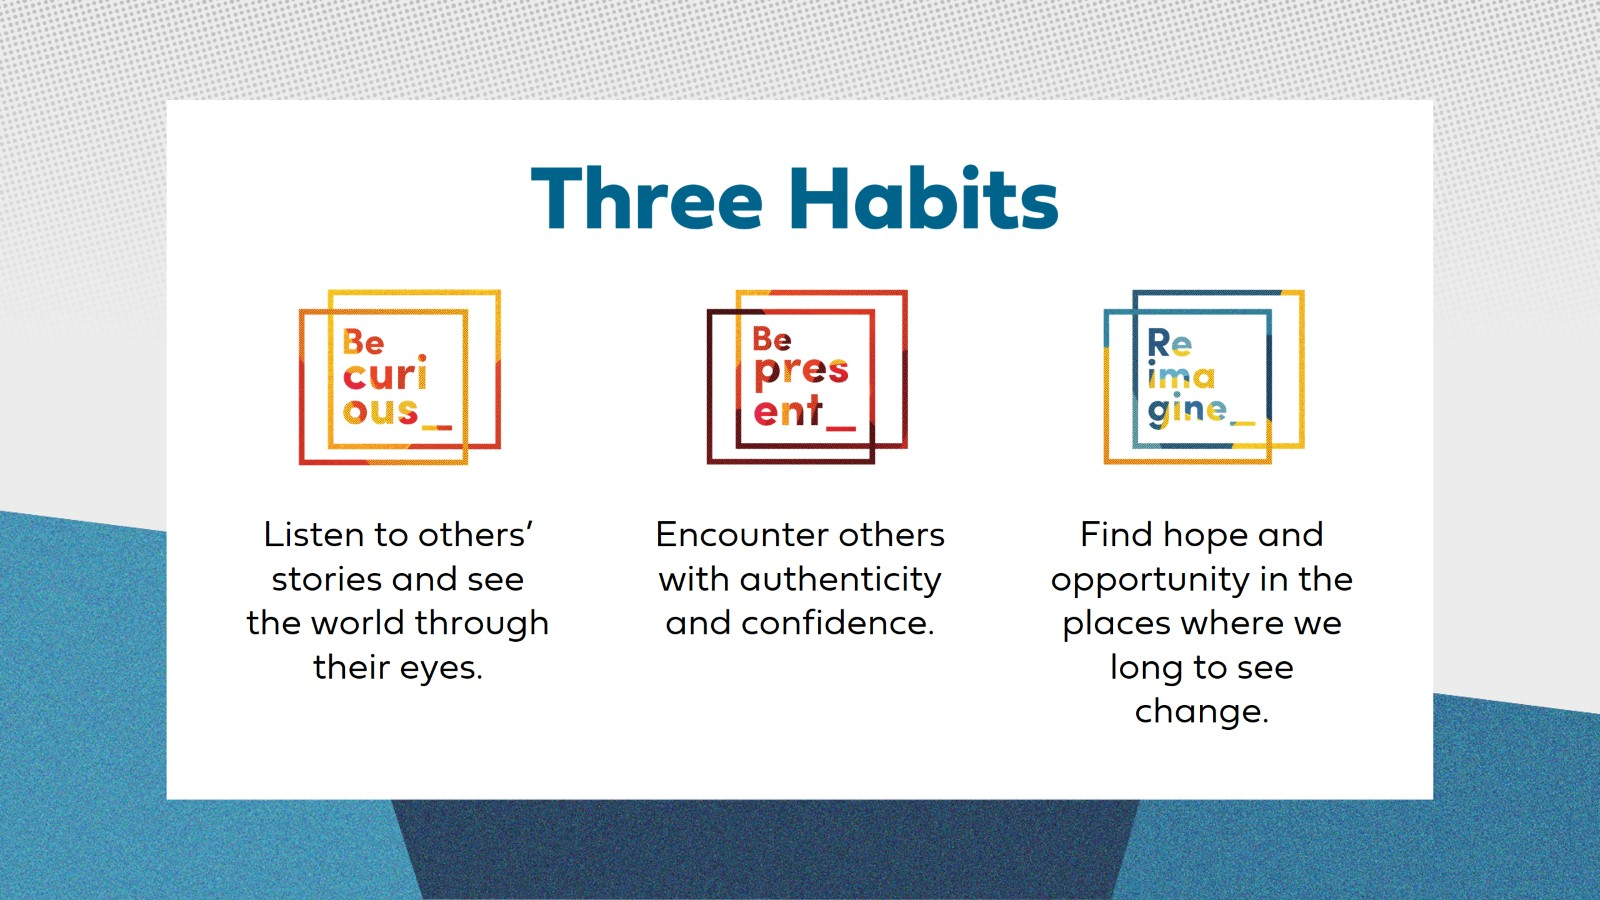 Three Habits
Be
curi
ous_
Listen to others’
stories and see
the world through
their eyes.
Be
pres
ent_
Encounter others
with authenticity
and confidence.
Re
ima
gine_
Find hope and
opportunity in the
places where we
long to see
change.